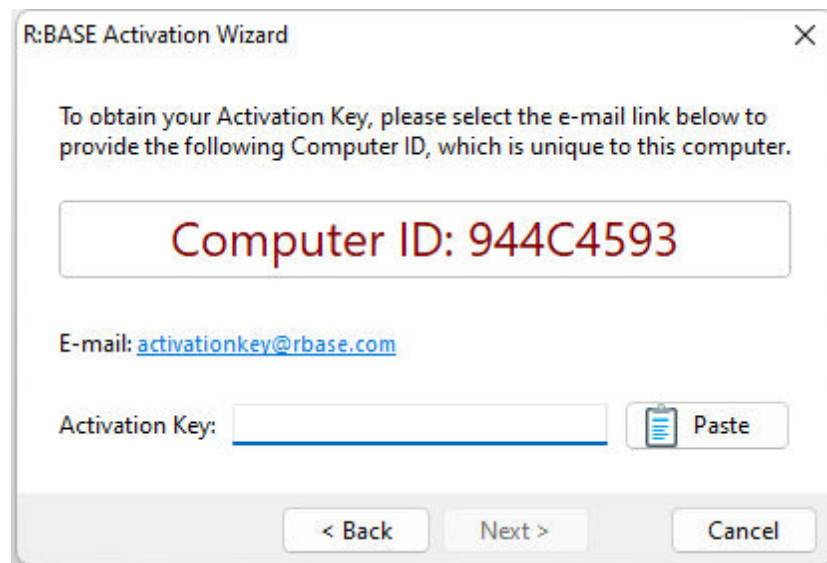 R:BASE Activation Wizard
To obtain your Activation Key, please select the e-mail link below to
provide the following Computer ID, which is unique to this computer.
Computer ID: 944C4593
E-mail: activationkey@rbase.com
Activation Key:
Paste
< Back
Next >
Cancel